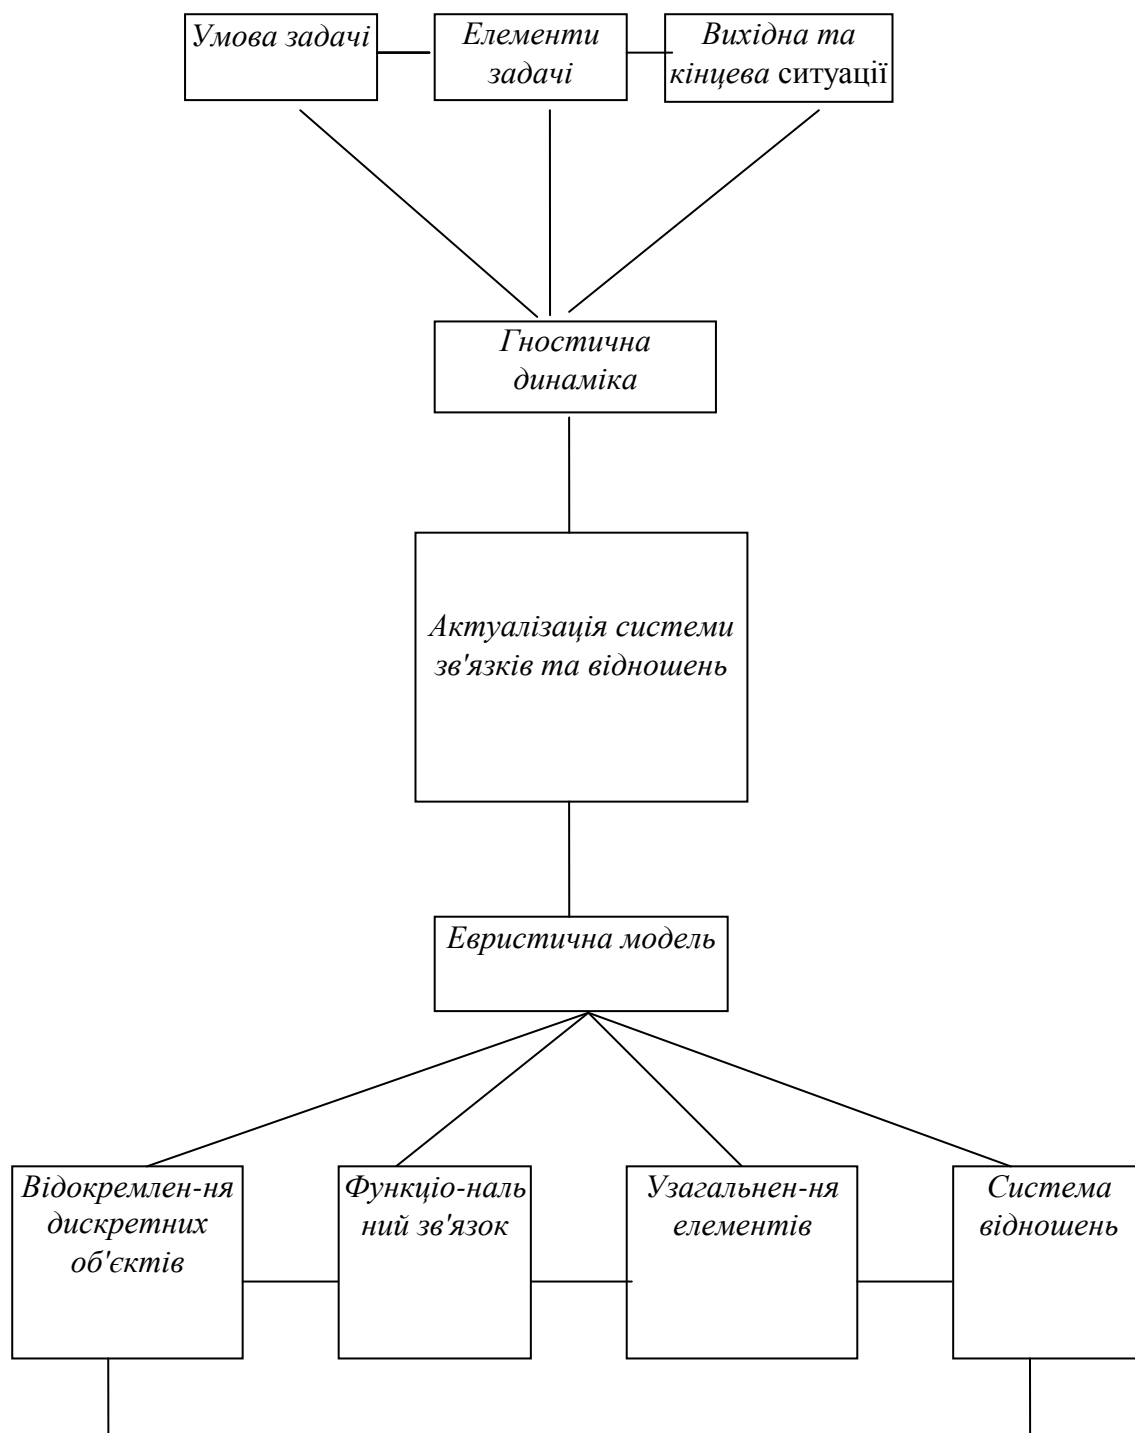 Умова задачі
Елементи
задачі
Вихідна та
кінцева ситуації
Гностична
динаміка
Актуалізація системи
зв'язків та відношень
Евристична модель
Відокремлен-ня
дискретних
об'єктів
Функціо-наль
ний зв'язок
Узагальнен-ня
елементів
Система
відношень